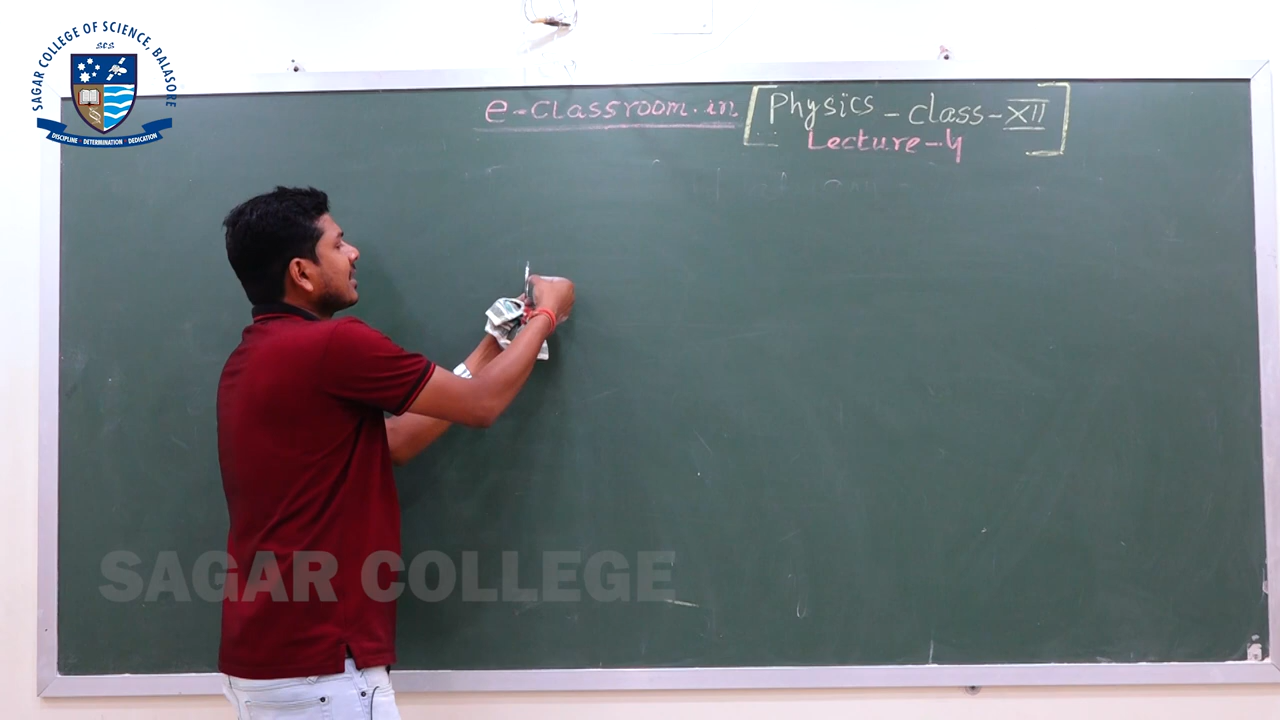 SAGAR COLLEGE OF SCIENCE, BALASORE
SCS
DISCIPLINE DETERMINATION DEDICATION
e-classroom.in [Physics - class - XII
Lecture-4]
SAGAR COLLEGE